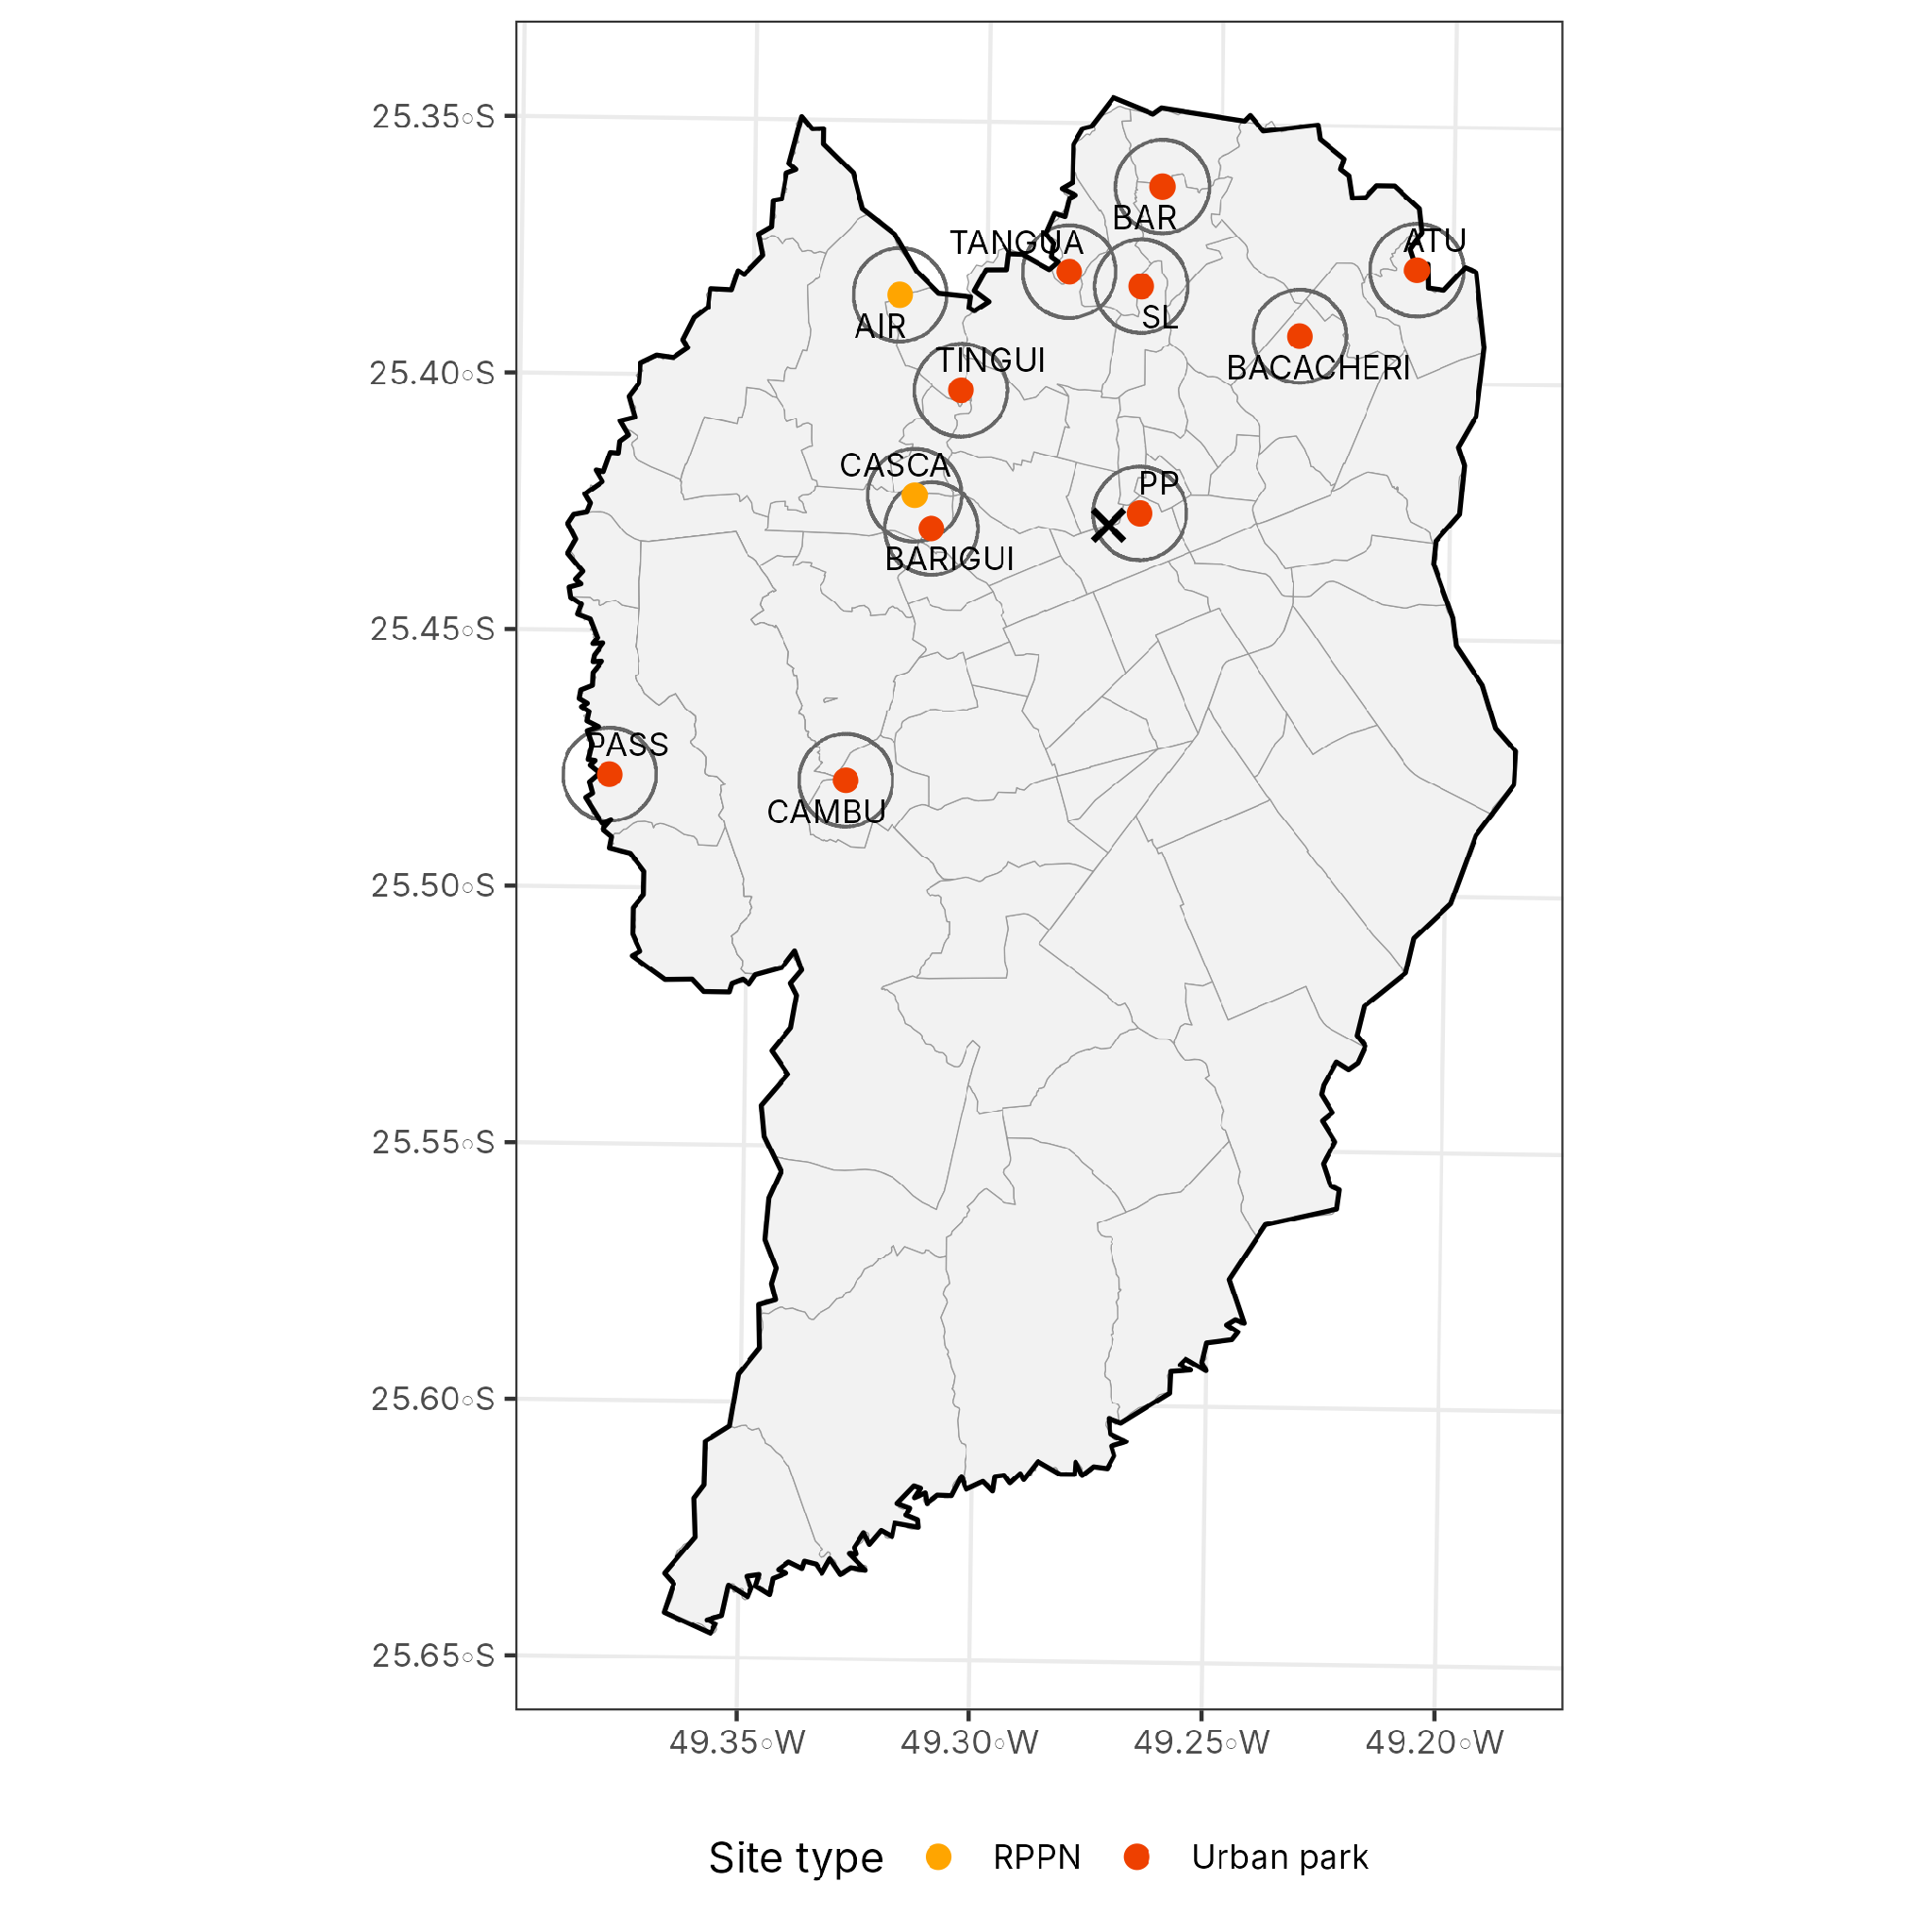 25.35°S
25.40°S
25.45°S
25.50°S
25.55°S
25.60°S
25.65°S
BAR
TANGUA
ATU
AIR
SL
TINGUI
BACACHERI
CASCA
PP
BARIGUI
PASS
CAMBU
49.35°W 49.30°W 49.25°W 49.20°W
Site type RPPN Urban park